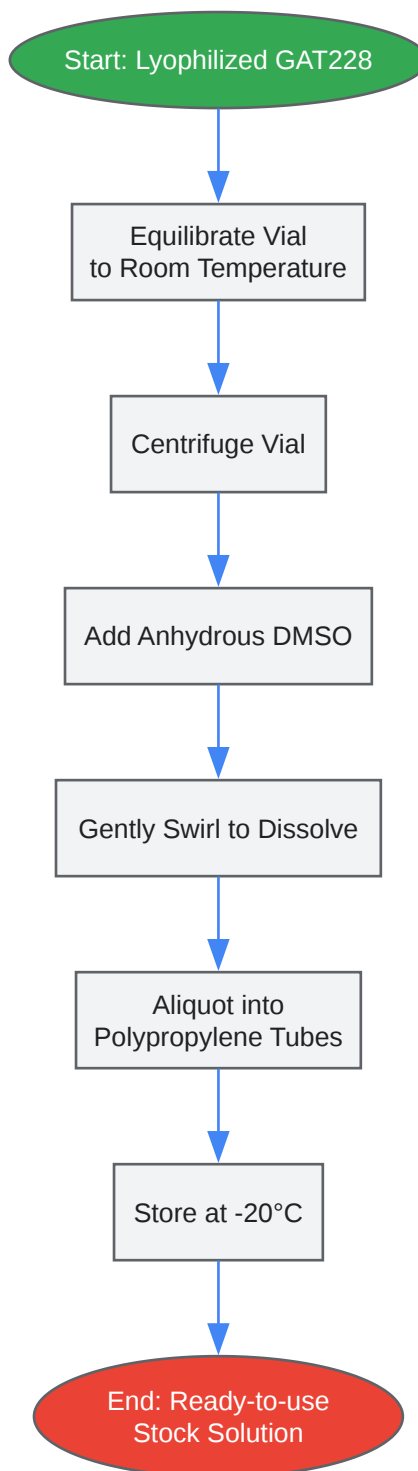 Start: Lyophilized GAT228
Equilibrate Vial
to Room Temperature
Centrifuge Vial
Add Anhydrous DMSO
Gently Swirl to Dissolve
Aliquot into
Polypropylene Tubes
Store at -20°C
End: Ready-to-use
Stock Solution